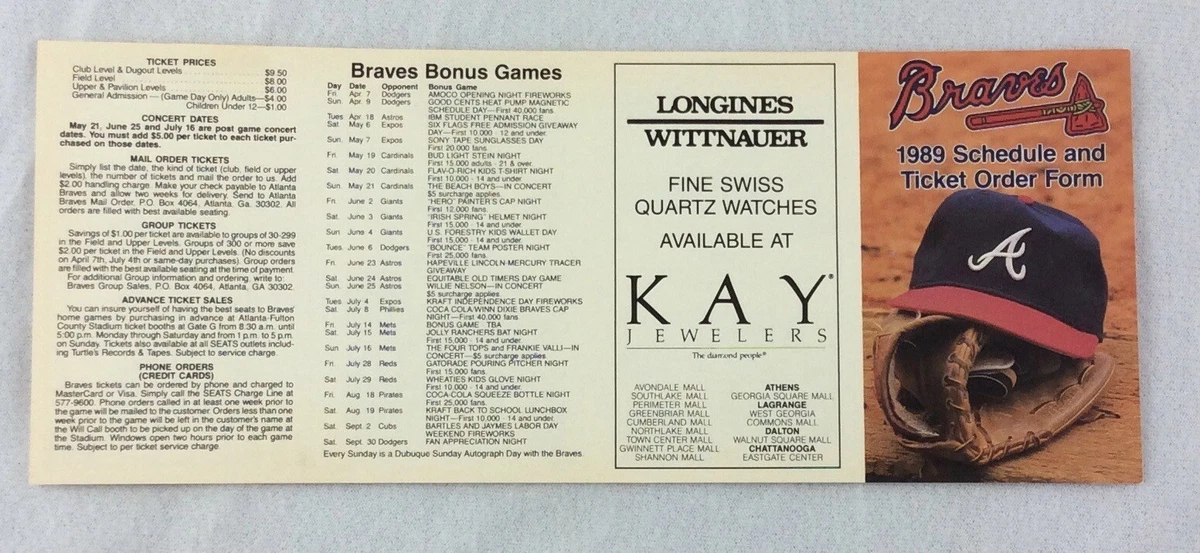 TICKET PRICES
Club Level & Dugout Levels $9.50
Field Level $8.00
Upper & Pavilion Levels $6.00
General Admission — (Game Day Only) Adults—$4.00
Children Under 12—$1.00
CONCERT DATES
May 21, June 25 and July 16 are post game concert
dates. You must add $5.00 per ticket to each ticket pur-
chased on those dates.
MAIL ORDER TICKETS
Simply list the date, the kind of ticket (club, field or upper
levels), the number of tickets and mail the order to us. Add
$2.00 handling charge. Make your check payable to Atlanta
Braves and allow two weeks for delivery. Send to Atlanta
Braves Mail Order, P.O. Box 4064, Atlanta, Ga. 30302. All
orders are filled with best available seating.
GROUP TICKETS
Savings of $1.00 per ticket are available to groups of 30-299
in the Field and Upper Levels. Groups of 300 or more save
$2.00 per ticket in the Field and Upper Levels. (No discounts
on April 7th, July 4th or same-day purchases). Group orders
are filled with the best available seating at the time of payment.
For additional Group information and ordering, write to:
Braves Group Sales, P.O. Box 4064, Atlanta, GA 30302.
ADVANCE TICKET SALES
You can insure yourself of having the best seats to Braves'
home games by purchasing in advance at Atlanta-Fulton
County Stadium ticket booths at Gate G from 8:30 a.m. until
5:00 p.m. Monday through Saturday and from 1 p.m. to 5 p.m.
on Sunday. Tickets also available at all SEATS outlets includ-
ing Turtle's Records & Tapes. Subject to service charge.
PHONE ORDERS
(CREDIT CARDS)
Braves tickets can be ordered by phone and charged to
MasterCard or Visa. Simply call the SEATS Charge Line at
577-9600. Phone orders called in at least one week prior to
the game will be mailed to the customer. Orders less than one
week prior to the game will be left in the customer's name at
the Will Call booth to be picked up on the day of the game at
the Stadium. Windows open two hours prior to each game
time. Subject to per ticket service charge.
Braves Bonus Games
Day Date Opponent Bonus Game
Fri. Apr. 7 Dodgers AMOCO OPENING NIGHT FIREWORKS
Sun. Apr. 9 Dodgers GOOD CENTS HEAT PUMP MAGNETIC
SCHEDULE DAY—First 40,000 fans.
Tues. Apr. 18 Astros IBM STUDENT PENNANT RACE
Sat. May 6 Expos SIX FLAGS FREE ADMISSION GIVEAWAY
DAY—First 10,000 - 12 and under.
Sun. May 7 Expos SONY TAPE SUNGLASSES DAY
First 20,000 fans.
Fri. May 19 Cardinals BUD LIGHT STEIN NIGHT
First 15,000 adults - 21 & over.
Sat. May 20 Cardinals FLAV-O-RICH KIDS T-SHIRT NIGHT
First 10,000 - 14 and under.
Sun. May 21 Cardinals THE BEACH BOYS—IN CONCERT
$5 surcharge applies.
Fri. June 2 Giants "HERO" PAINTER'S CAP NIGHT
First 12,000 fans.
Sat. June 3 Giants "IRISH SPRING" HELMET NIGHT
First 15,000 - 14 and under.
Sun. June 4 Giants U.S. FORESTRY KIDS WALLET DAY
First 15,000 - 14 and under.
Tues. June 6 Dodgers "BOUNCE" TEAM POSTER NIGHT
First 25,000 fans.
Fri. June 23 Astros HAPEVILLE LINCOLN-MERCURY TRACER
GIVEAWAY
Sat. June 24 Astros EQUITABLE OLD TIMERS DAY GAME
Sun. June 25 Astros WILLIE NELSON—IN CONCERT
$5 surcharge applies.
Tues. July 4 Expos KRAFT INDEPENDENCE DAY FIREWORKS
Sat. July 8 Phillies COCA COLA/WINN DIXIE BRAVES CAP
NIGHT—First 40,000 fans.
Fri. July 14 Mets BONUS GAME TBA
Sat. July 15 Mets JOLLY RANCHERS BAT NIGHT
First 15,000 - 14 and under.
Sun. July 16 Mets THE FOUR TOPS and FRANKIE VALLI—IN
CONCERT—$5 surcharge applies.
Fri. July 28 Reds GATORADE POURING PITCHER NIGHT
First 15,000 fans.
Sat. July 29 Reds WHEATIES KIDS GLOVE NIGHT
First 10,000 - 14 and under.
Fri. Aug. 18 Pirates COCA-COLA SQUEEZE BOTTLE NIGHT
First 25,000 fans.
Sat. Aug. 19 Pirates KRAFT BACK TO SCHOOL LUNCHBOX
NIGHT—First 10,000 - 14 and under.
Sat. Sept. 2 Cubs BARTLES AND JAYMES LABOR DAY
WEEKEND FIREWORKS
Sat. Sept. 30 Dodgers FAN APPRECIATION NIGHT
Every Sunday is a Dubuque Sunday Autograph Day with the Braves.
LONGINES
WITTNAUER
FINE SWISS
QUARTZ WATCHES
AVAILABLE AT
KAY®
JEWELERS
The diamond people®
AVONDALE MALL
SOUTHLAKE MALL
PERIMETER MALL
GREENBRIAR MALL
CUMBERLAND MALL
NORTHLAKE MALL
TOWN CENTER MALL
GWINNETT PLACE MALL
SHANNON MALL
ATHENS
GEORGIA SQUARE MALL
LAGRANGE
WEST GEORGIA
COMMONS MALL
DALTON
WALNUT SQUARE MALL
CHATTANOOGA
EASTGATE CENTER
Braves
1989 Schedule and
Ticket Order Form
A